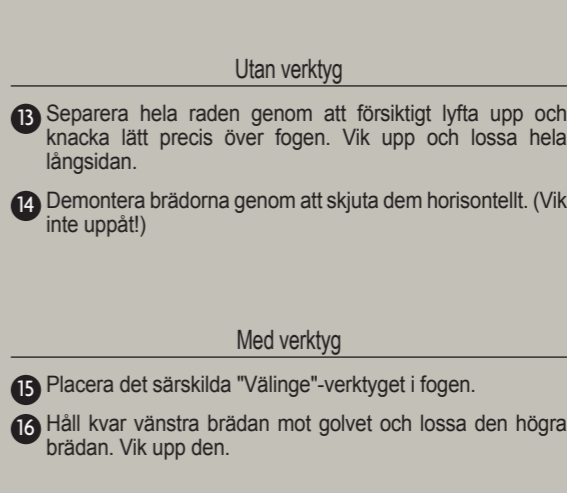 Utan verktyg
13 Separera hela raden genom att försiktigt lyfta upp och
knacka lätt precis över fogen. Vik upp och lossa hela
långsidan.
14 Demontera brädorna genom att skjuta dem horisontellt. (Vik
inte uppåt!)
Med verktyg
15 Placera det särskilda "Välinge"-verktyget i fogen.
16 Håll kvar vänstra brädan mot golvet och lossa den högra
brädan. Vik upp den.